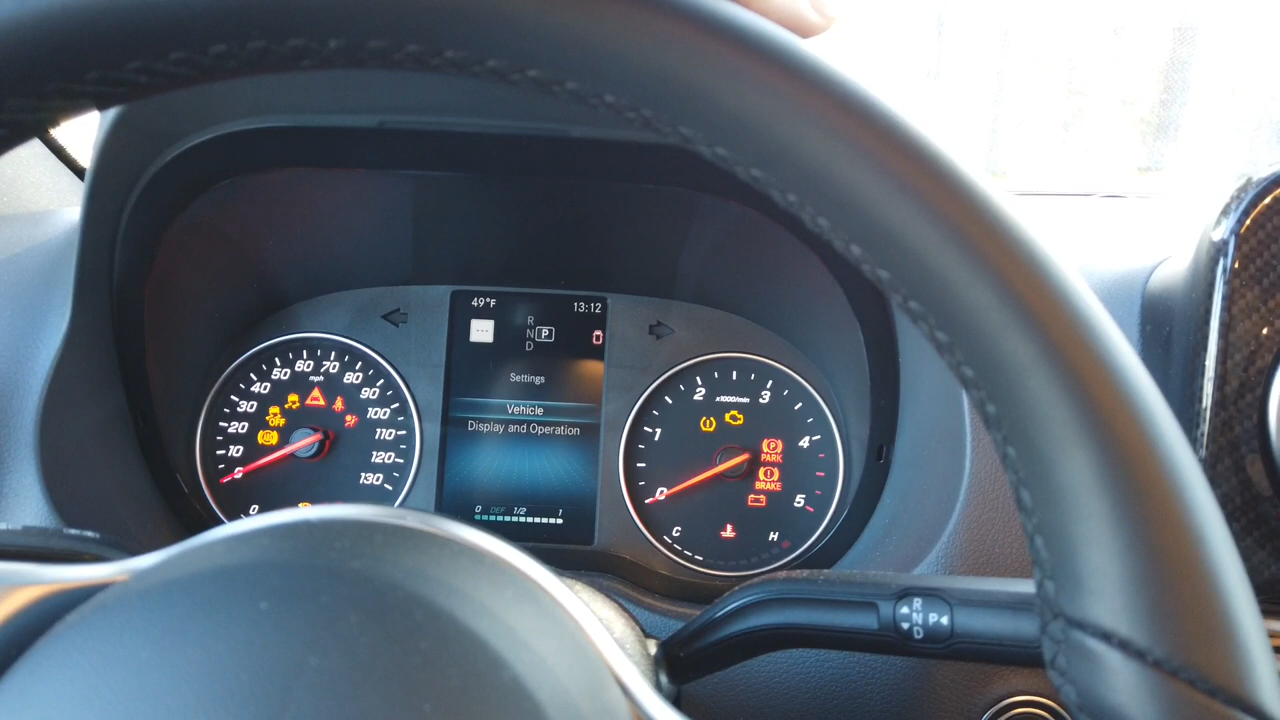 49°F
13:12
R
N P
D
Settings
Vehicle
Display and Operation
0 DEF 1/2 1
0
10
20
30
40
50
60
70
80
90
100
110
120
130
mph
OFF
0
0
1
2
3
4
5
x1000/min
P
PARK
BRAKE
C H
R
N P
D